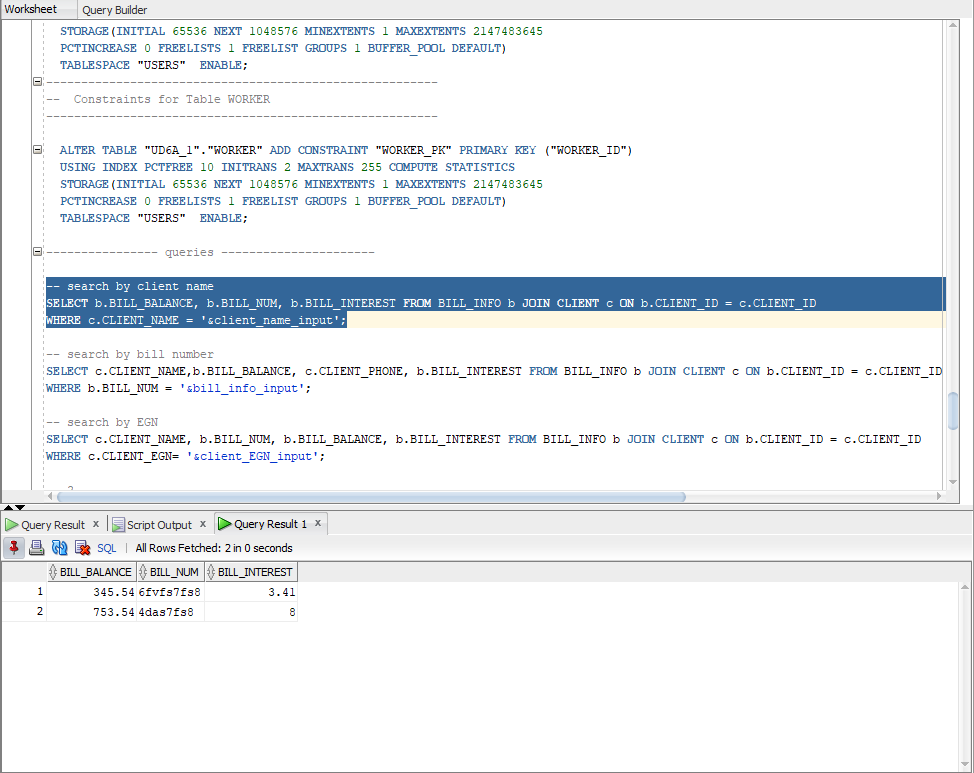 Worksheet Query Builder
STORAGE(INITIAL 65536 NEXT 1048576 MINEXTENTS 1 MAXEXTENTS 2147483645
PCTINCREASE 0 FREELISTS 1 FREELIST GROUPS 1 BUFFER_POOL DEFAULT)
TABLESPACE "USERS"  ENABLE;
--------------------------------------------------------
--  Constraints for Table WORKER
--------------------------------------------------------
ALTER TABLE "UD6A_1"."WORKER" ADD CONSTRAINT "WORKER_PK" PRIMARY KEY ("WORKER_ID")
USING INDEX PCTFREE 10 INITRANS 2 MAXTRANS 255 COMPUTE STATISTICS
STORAGE(INITIAL 65536 NEXT 1048576 MINEXTENTS 1 MAXEXTENTS 2147483645
PCTINCREASE 0 FREELISTS 1 FREELIST GROUPS 1 BUFFER_POOL DEFAULT)
TABLESPACE "USERS"  ENABLE;
---------------- queries ----------------------
-- search by client name
SELECT b.BILL_BALANCE, b.BILL_NUM, b.BILL_INTEREST FROM BILL_INFO b JOIN CLIENT c ON b.CLIENT_ID = c.CLIENT_ID
WHERE c.CLIENT_NAME = '&client_name_input';
-- search by bill number
SELECT c.CLIENT_NAME,b.BILL_BALANCE, c.CLIENT_PHONE, b.BILL_INTEREST FROM BILL_INFO b JOIN CLIENT c ON b.CLIENT_ID = c.CLIENT_ID
WHERE b.BILL_NUM = '&bill_info_input';
-- search by EGN
SELECT c.CLIENT_NAME, b.BILL_NUM, b.BILL_BALANCE, b.BILL_INTEREST FROM BILL_INFO b JOIN CLIENT c ON b.CLIENT_ID = c.CLIENT_ID
WHERE c.CLIENT_EGN= '&client_EGN_input';
Query Result x Script Output x Query Result 1 x
SQL | All Rows Fetched: 2 in 0 seconds
BILL_BALANCE BILL_NUM BILL_INTEREST
1 345.54 6fvfs7fs8 3.41
2 753.54 4das7fs8 8